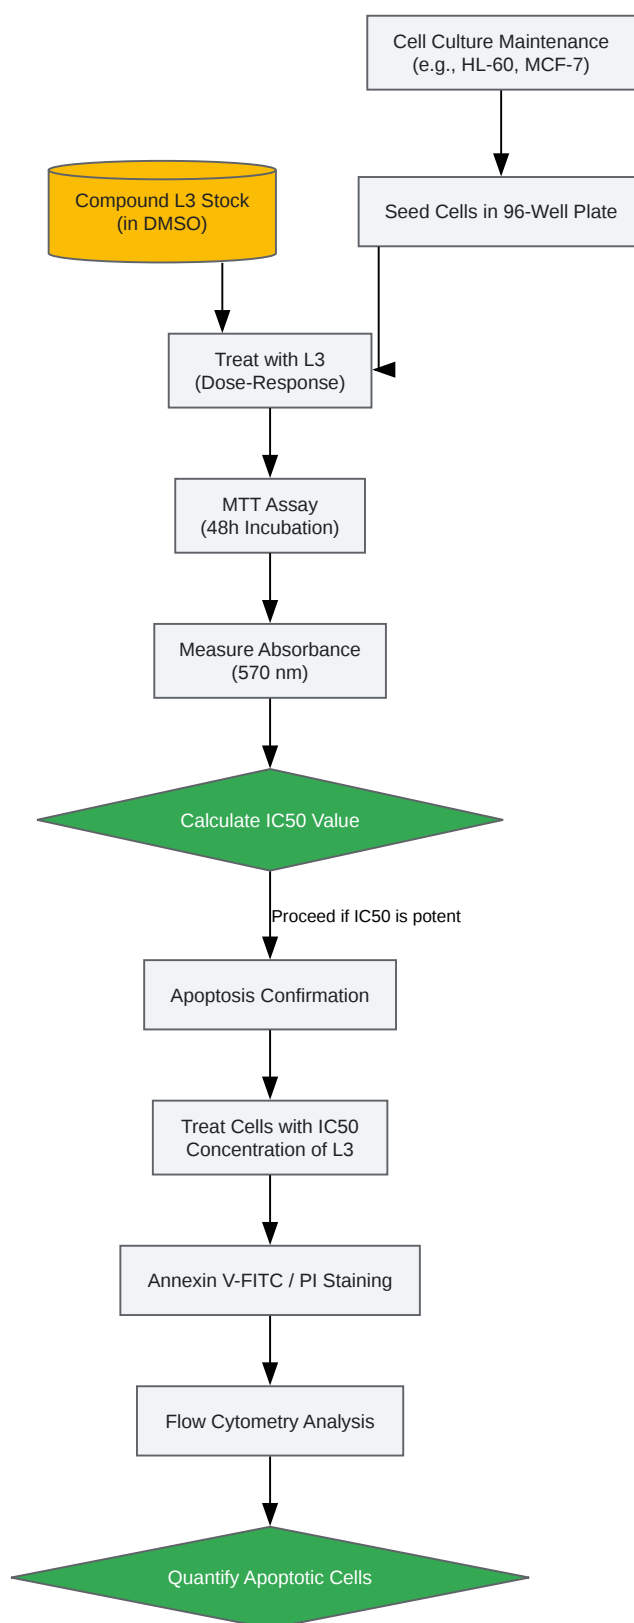 Cell Culture Maintenance
(e.g., HL-60, MCF-7)
Compound L3 Stock
(in DMSO)
Seed Cells in 96-Well Plate
Treat with L3
(Dose-Response)
MTT Assay
(48h Incubation)
Measure Absorbance
(570 nm)
Calculate IC50 Value
Proceed if IC50 is potent
Apoptosis Confirmation
Treat Cells with IC50
Concentration of L3
Annexin V-FITC / PI Staining
Flow Cytometry Analysis
Quantify Apoptotic Cells